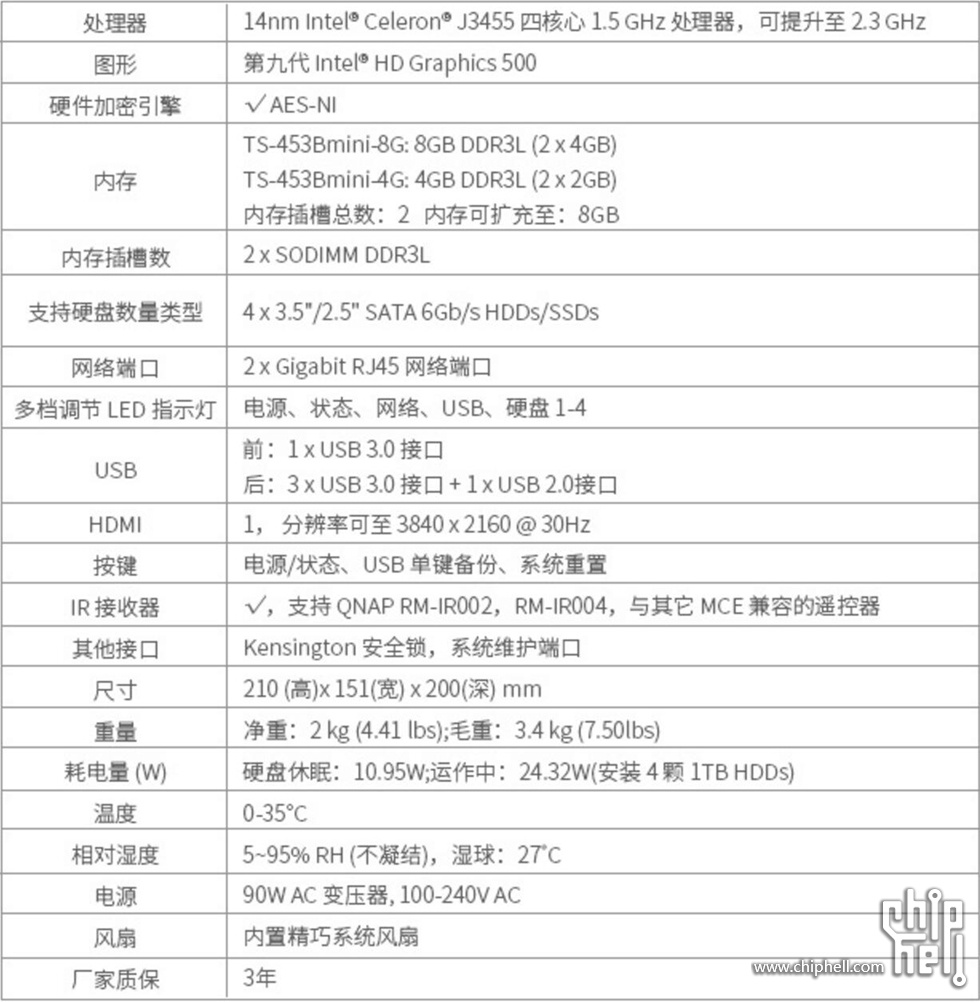 处理器 14nm Intel® Celeron® J3455 四核心 1.5 GHz 处理器，可提升至 2.3 GHz
图形 第九代 Intel® HD Graphics 500
硬件加密引擎 √ AES-NI
内存 TS-453Bmini-8G: 8GB DDR3L (2 x 4GB)
TS-453Bmini-4G: 4GB DDR3L (2 x 2GB)
内存插槽总数：2 内存可扩充至：8GB
内存插槽数 2 x SODIMM DDR3L
支持硬盘数量类型 4 x 3.5"/2.5" SATA 6Gb/s HDDs/SSDs
网络端口 2 x Gigabit RJ45 网络端口
多档调节 LED 指示灯 电源、状态、网络、USB、硬盘 1-4
USB 前：1 x USB 3.0 接口
后：3 x USB 3.0 接口 + 1 x USB 2.0接口
HDMI 1， 分辨率可至 3840 x 2160 @ 30Hz
按键 电源/状态、USB 单键备份、系统重置
IR 接收器 √，支持 QNAP RM-IR002，RM-IR004，与其它 MCE 兼容的遥控器
其他接口 Kensington 安全锁，系统维护端口
尺寸 210 (高)x 151(宽) x 200(深) mm
重量 净重：2 kg (4.41 lbs);毛重：3.4 kg (7.50lbs)
耗电量 (W) 硬盘休眠：10.95W;运作中：24.32W(安装 4 颗 1TB HDDs)
温度 0-35°C
相对湿度 5~95% RH (不凝结)，湿球：27˚C
电源 90W AC 变压器, 100-240V AC
风扇 内置精巧系统风扇
厂家质保 3年
chip
hell
www.chiphell.com